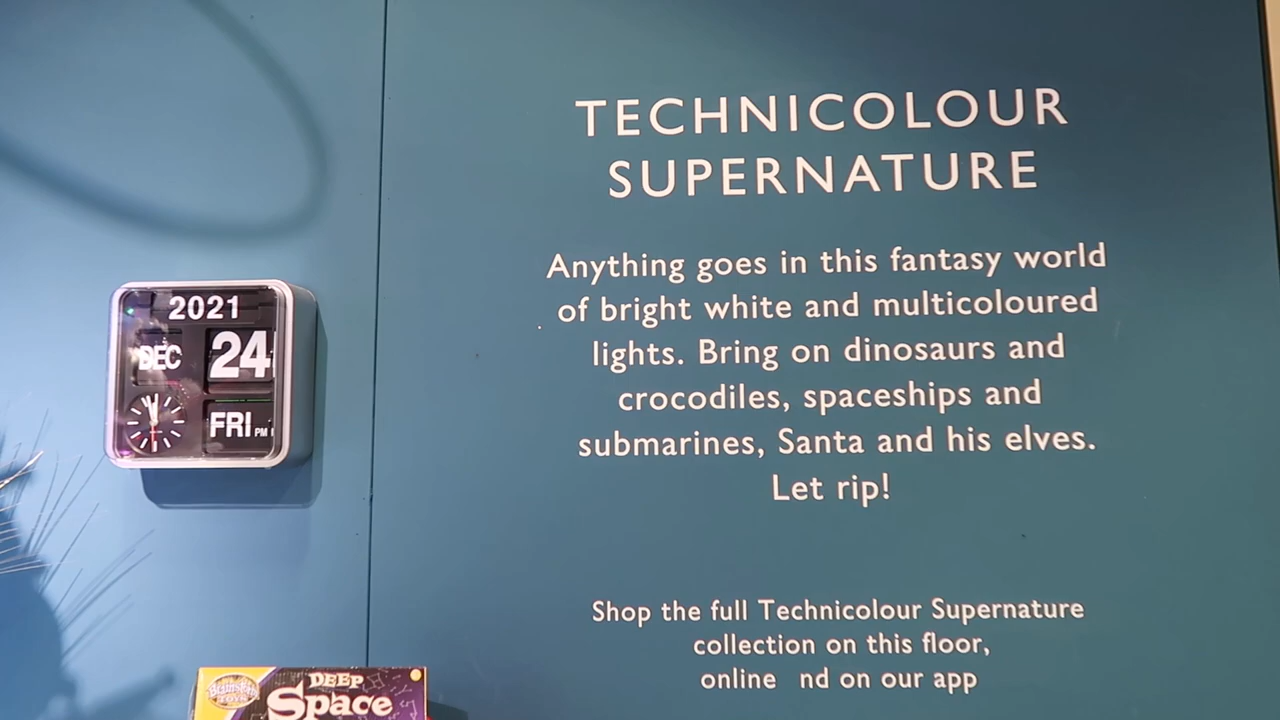 TECHNICOLOUR
SUPERNATURE
Anything goes in this fantasy world
of bright white and multicoloured
lights. Bring on dinosaurs and
crocodiles, spaceships and
submarines, Santa and his elves.
Let rip!
Shop the full Technicolour Supernature
collection on this floor,
online nd on our app
2021
DEC 24
FRI PM
Brainstorm
TOYS
DEEP
Space